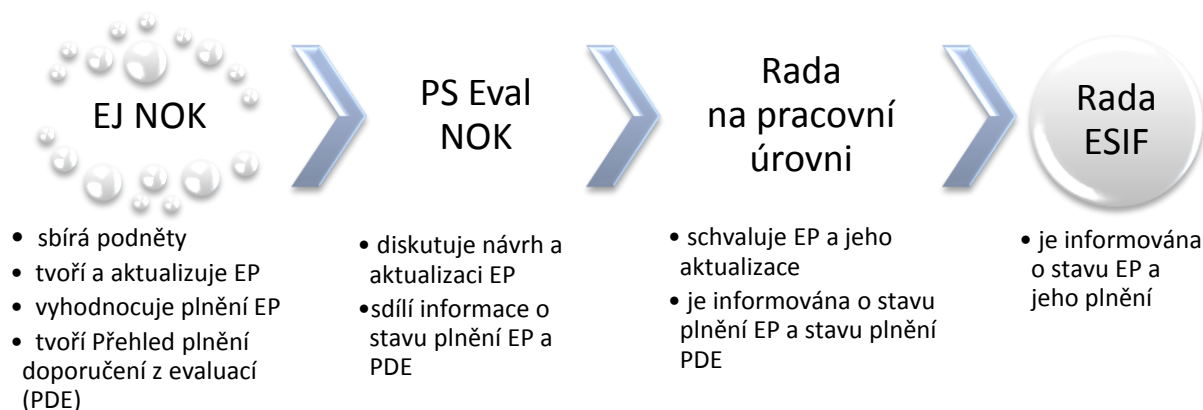 EJ NOK
• sbírá podněty
• tvoří a aktualizuje EP
• vyhodnocuje plnění EP
• tvoří Přehled plnění
doporučení z evaluací
(PDE)
PS Eval
NOK
• diskutuje návrh a
aktualizaci EP
•sdílí informace o
stavu plnění EP a
PDE
Rada
na pracovní
úrovni
• schvaluje EP a jeho
aktualizace
• je informována o stavu
plnění EP a stavu plnění
PDE
Rada
ESIF
• je informována
o stavu EP a
jeho plnění